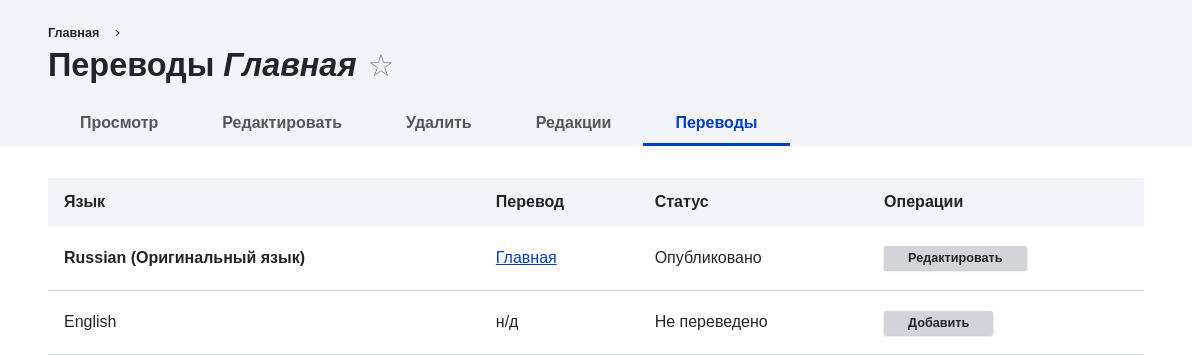 Главная
Переводы Главная
Просмотр Редактировать Удалить Редакции Переводы
Язык Перевод Статус Операции
Russian (Оригинальный язык) Главная Опубликовано Редактировать
English н/д Не переведено Добавить